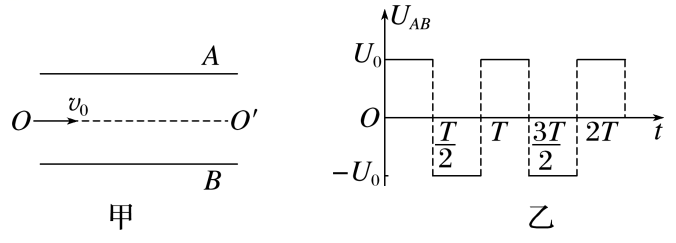 A
O v₀ O′
B
甲
U_AB
U₀
O T/2 T 3T/2 2T t
−U₀
乙